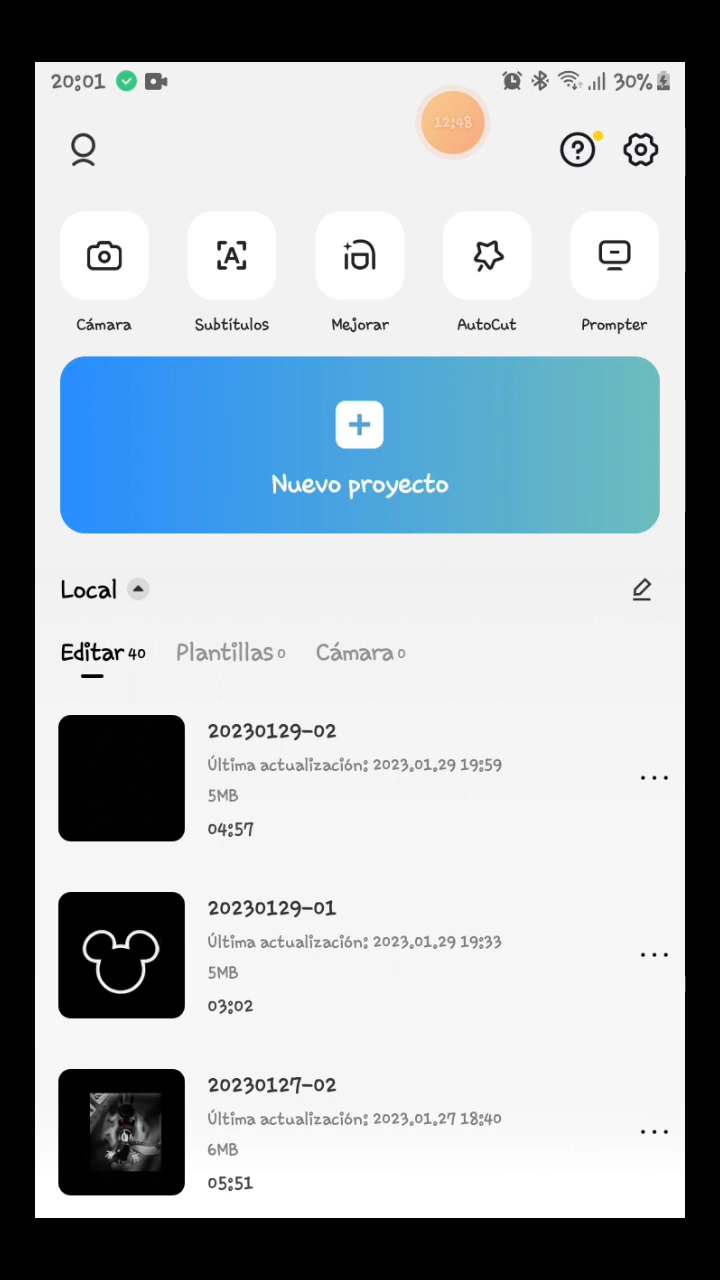 20:01
30%
12:48
Cámara
Subtítulos
Mejorar
AutoCut
Prompter
Nuevo proyecto
Local
Editar 40
Plantillas 0
Cámara 0
20230129-02
Última actualización: 2023.01.29 19:59
5MB
04:57
20230129-01
Última actualización: 2023.01.29 19:33
5MB
03:02
20230127-02
Última actualización: 2023.01.27 18:40
6MB
05:51